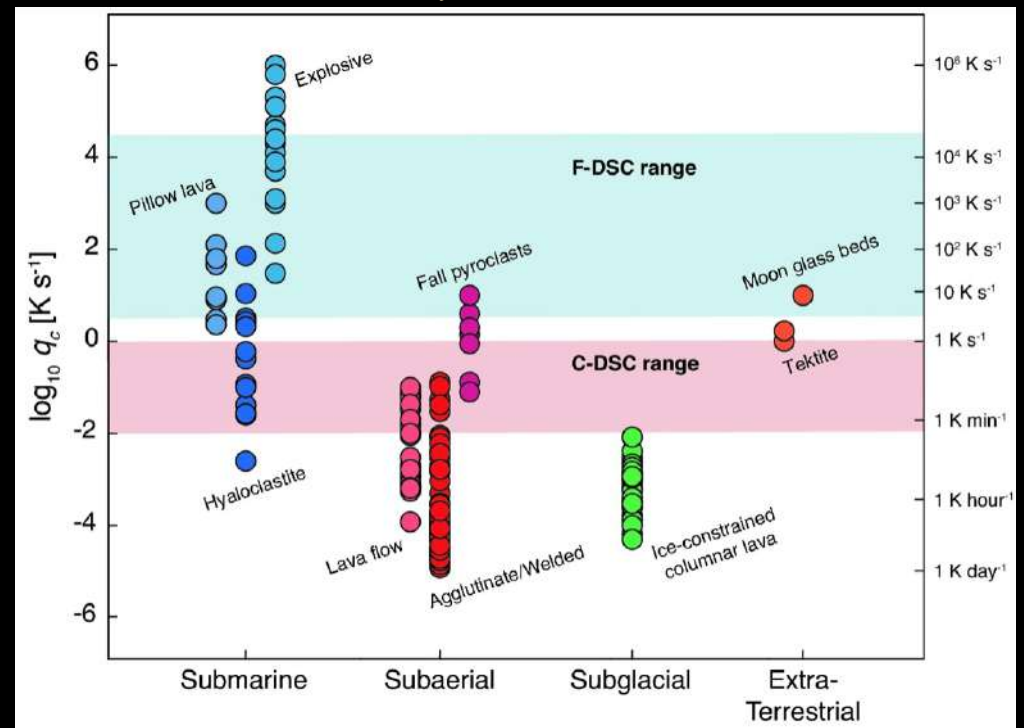 Explosive
6
10⁶ K s⁻¹
4
F-DSC range
10⁴ K s⁻¹
Pillow lava
10³ K s⁻¹
2
10² K s⁻¹
Fall pyroclasts
Moon glass beds
10 K s⁻¹
log₁₀ q꜀ [K s⁻¹]
0
1 K s⁻¹
C-DSC range
Tektite
-2
1 K min⁻¹
Hyaloclastite
1 K hour⁻¹
-4
Lava flow
Ice-constrained
columnar lava
Agglutinate/Welded
1 K day⁻¹
-6
Submarine
Subaerial
Subglacial
Extra-
Terrestrial